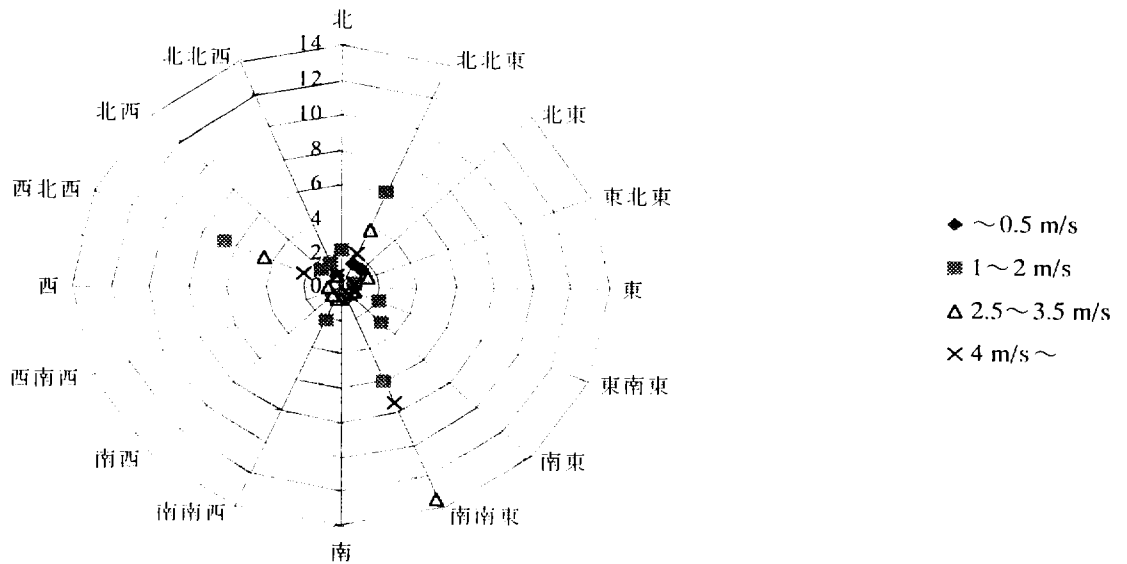 北
北北東
北東
東北東
東
東南東
南東
南南東
南
南南西
南西
西南西
西
西北西
北西
北北西
14
12
10
8
6
4
2
0
～0.5 m/s
1～2 m/s
2.5～3.5 m/s
4 m/s～